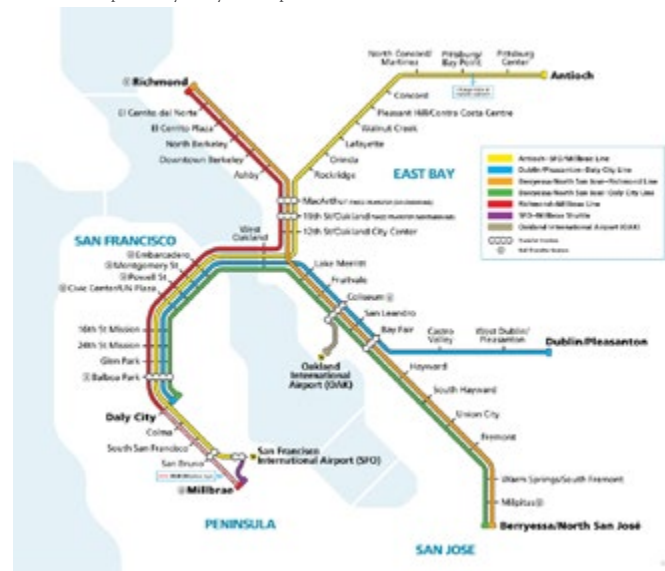 Richmond
El Cerrito del Norte
El Cerrito Plaza
North Berkeley
Downtown Berkeley
Ashby
North Concord/
Martinez
Pittsburg/
Bay Point
Pittsburg
Center
Antioch
Concord
Pleasant Hill/Contra Costa Centre
Walnut Creek
Lafayette
Orinda
Rockridge
EAST BAY
MacArthur
19th St/Oakland
12th St/Oakland City Center
Antioch–SFO/Millbrae Line
Dublin/Pleasanton–Daly City Line
Berryessa/North San José–Richmond Line
Berryessa/North San José–Daly City Line
Richmond–Millbrae Line
SFO–Millbrae Shuttle
Oakland International Airport (OAK)
Transfer Station
SAN FRANCISCO
West
Oakland
Embarcadero
Montgomery St
Powell St
Civic Center/UN Plaza
16th St Mission
24th St Mission
Glen Park
Balboa Park
Daly City
Colma
South San Francisco
San Bruno
Millbrae
San Francisco
International Airport (SFO)
PENINSULA
Lake Merritt
Fruitvale
Coliseum
San Leandro
Bay Fair
Oakland
International
Airport (OAK)
Castro
Valley
West Dublin/
Pleasanton
Dublin/Pleasanton
Hayward
South Hayward
Union City
Fremont
Warm Springs/South Fremont
Milpitas
Berryessa/North San José
SAN JOSE